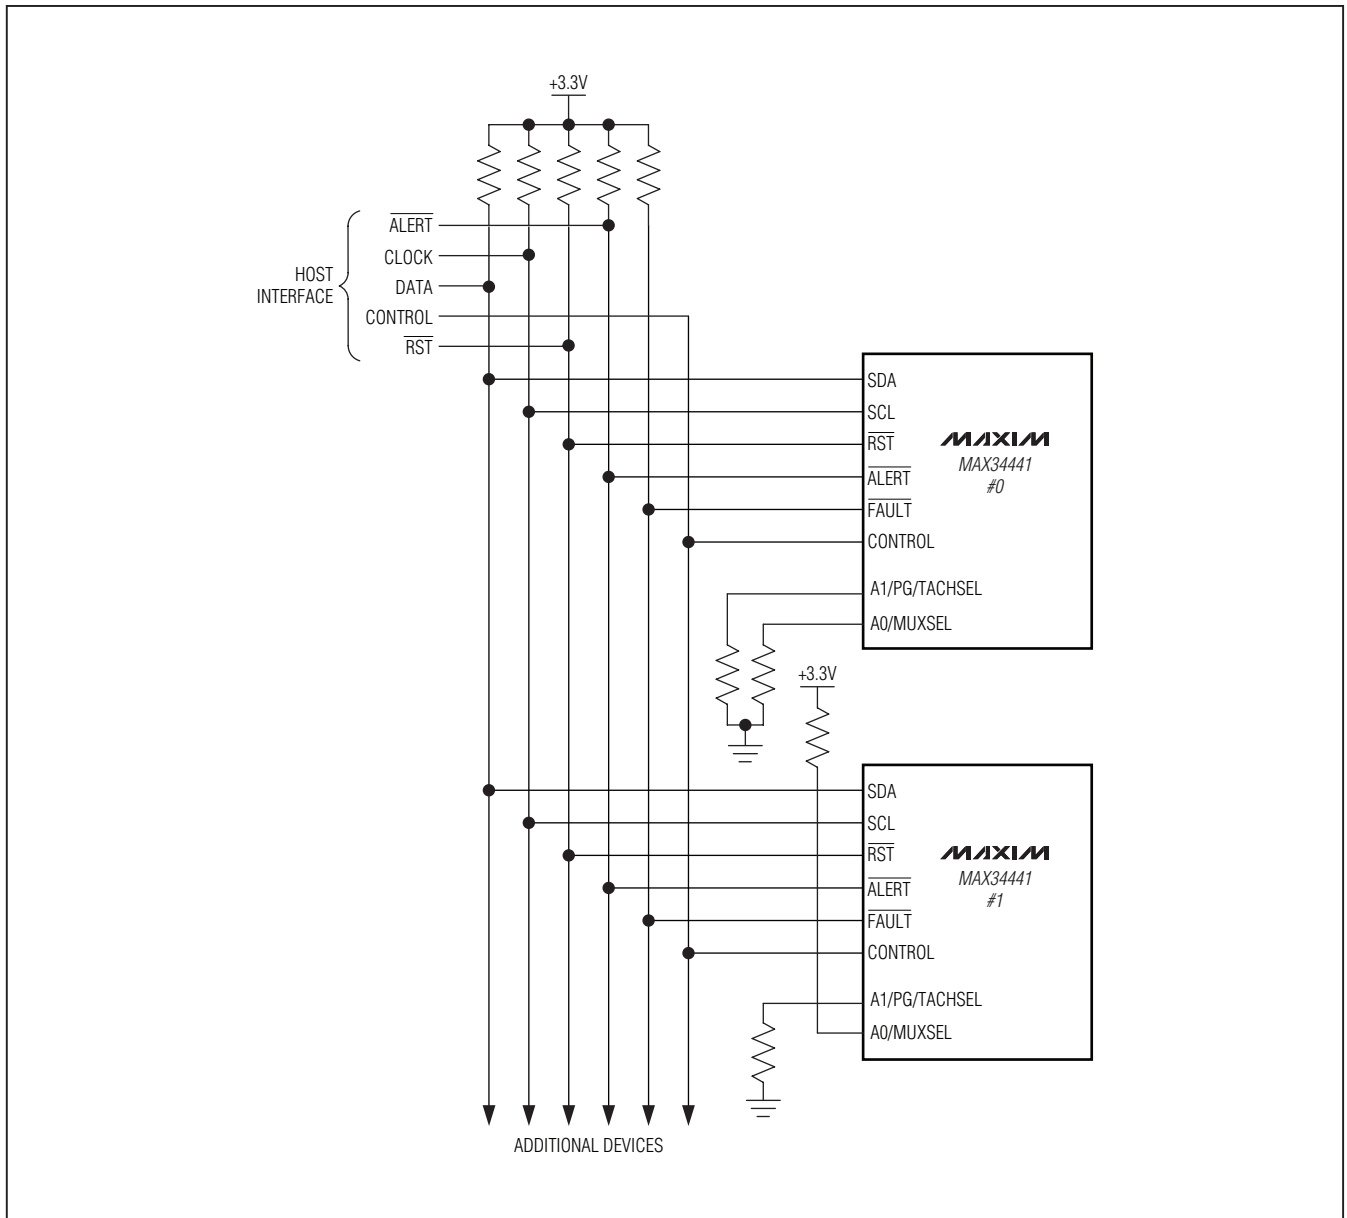 +3.3V
ALERT
CLOCK
DATA
CONTROL
RST
HOST
INTERFACE
SDA
SCL
RST
ALERT
FAULT
CONTROL
A1/PG/TACHSEL
A0/MUXSEL
MAXIM
MAX34441
#0
+3.3V
SDA
SCL
RST
ALERT
FAULT
CONTROL
A1/PG/TACHSEL
A0/MUXSEL
MAXIM
MAX34441
#1
ADDITIONAL DEVICES